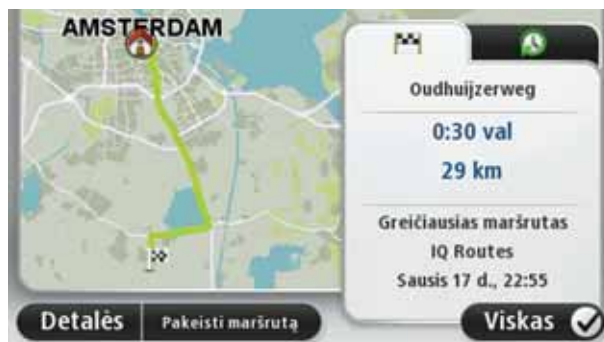 AMSTERDAM
Oudhuijzerweg
0:30 val
29 km
Greičiausias maršrutas
IQ Routes
Sausis 17 d., 22:55
Detalės
Pakeisti maršrutą
Viskas